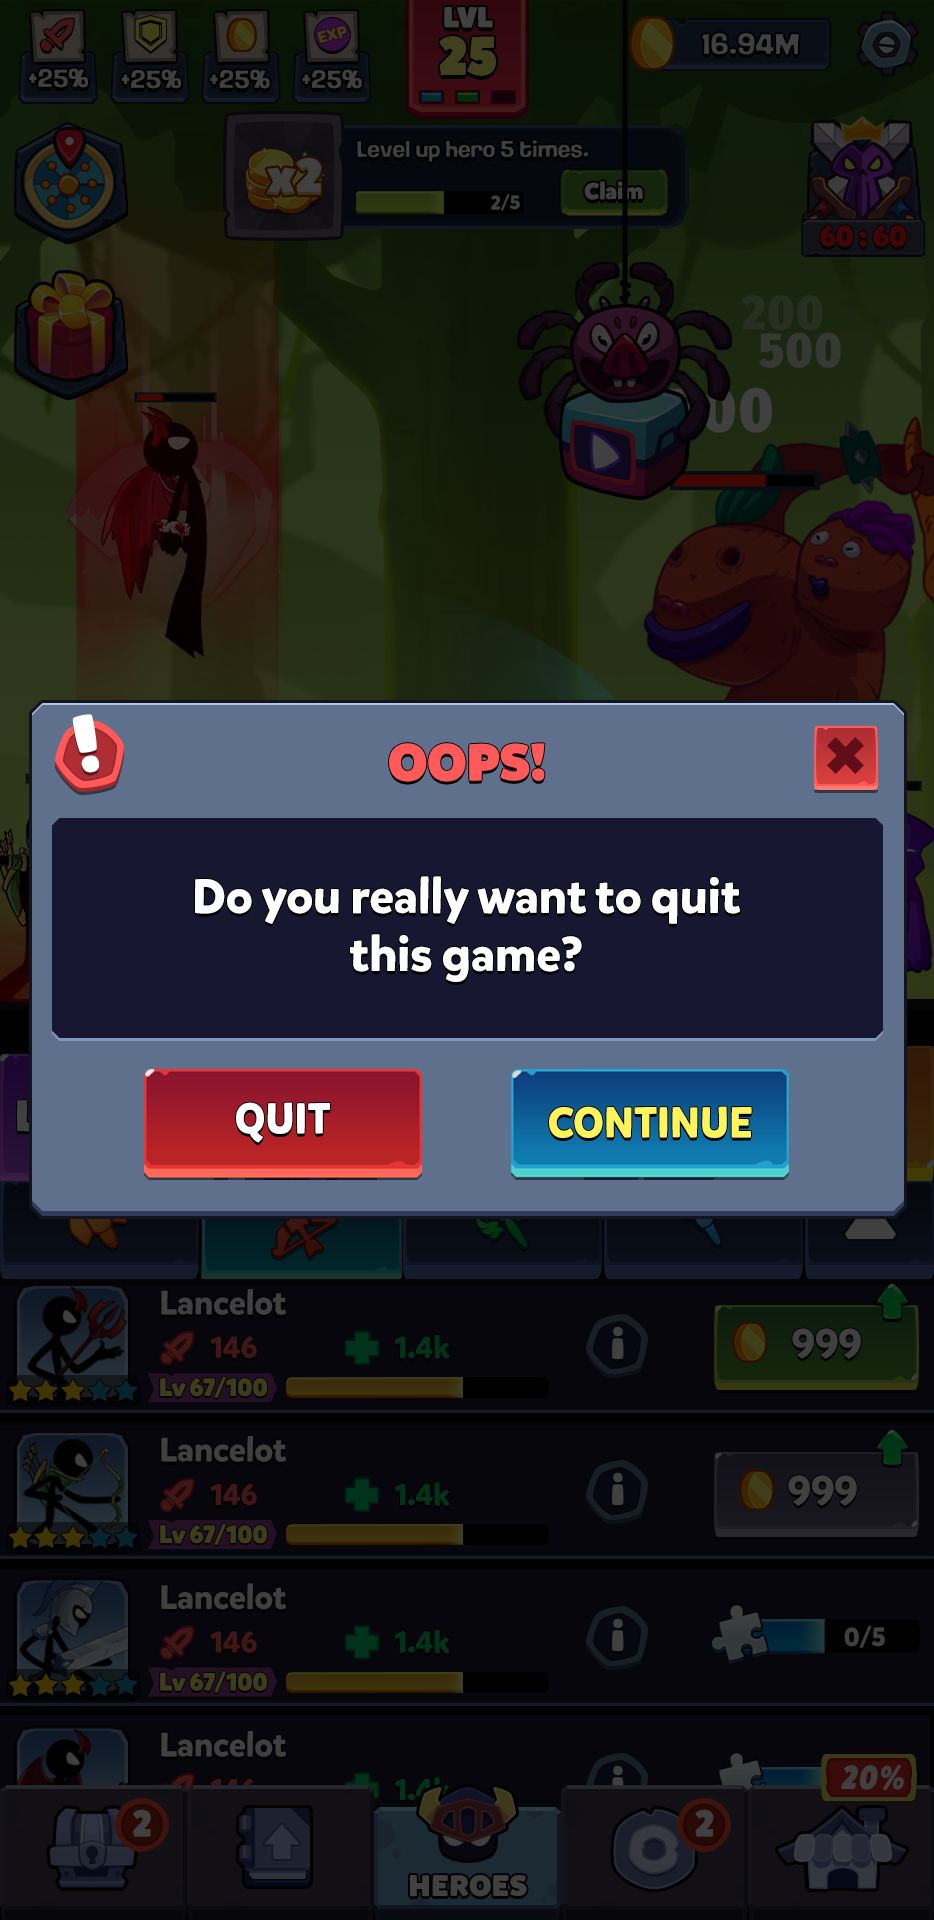 LVL
25
EXP
+25%
+25%
+25%
+25%
16.94M
Level up hero 5 times.
x2
2/5
Claim
60:60
200
500
00
OOPS!
Do you really want to quit
this game?
QUIT
CONTINUE
Lancelot
146
1.4k
999
Lv 67/100
Lancelot
146
1.4k
999
Lv 67/100
Lancelot
146
1.4k
0/5
Lv 67/100
Lancelot
146
1.4k
20%
2
2
HEROES